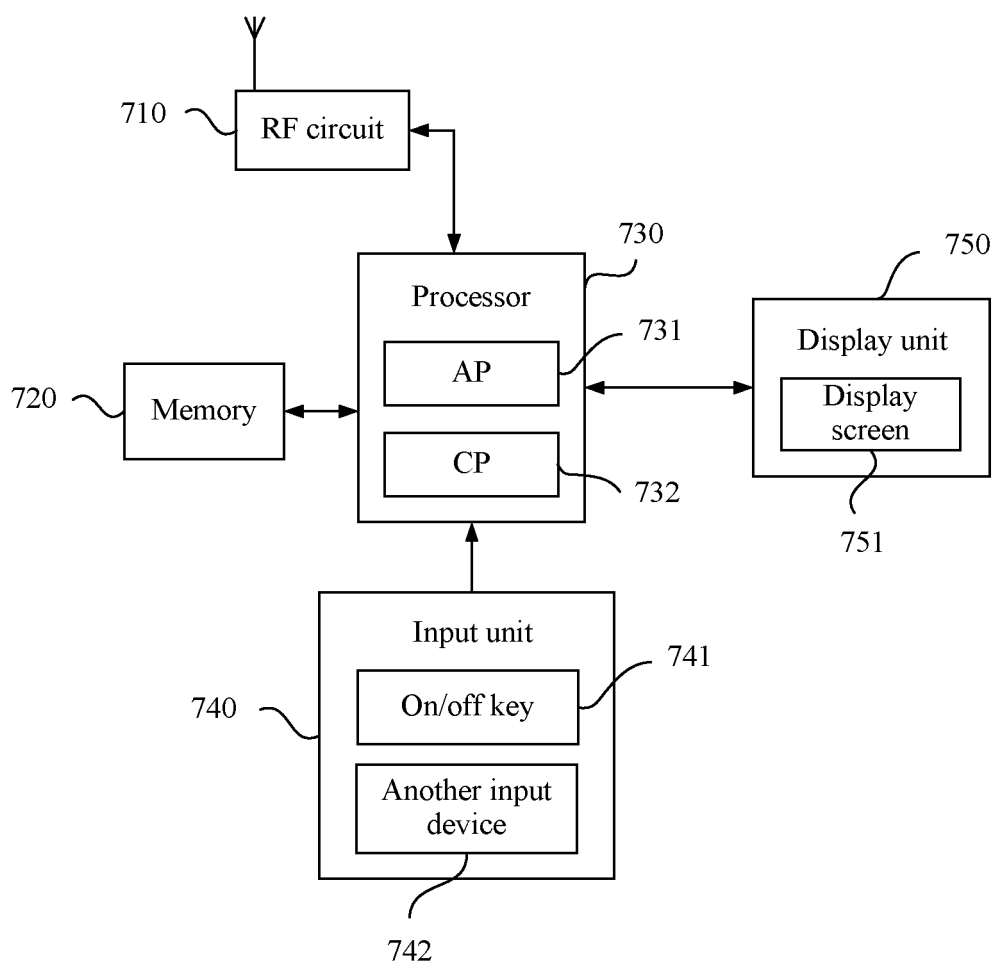 710
RF circuit
730
Processor
731
AP
CP
732
720
Memory
750
Display unit
Display
screen
751
Input unit
740
741
On/off key
Another input
device
742